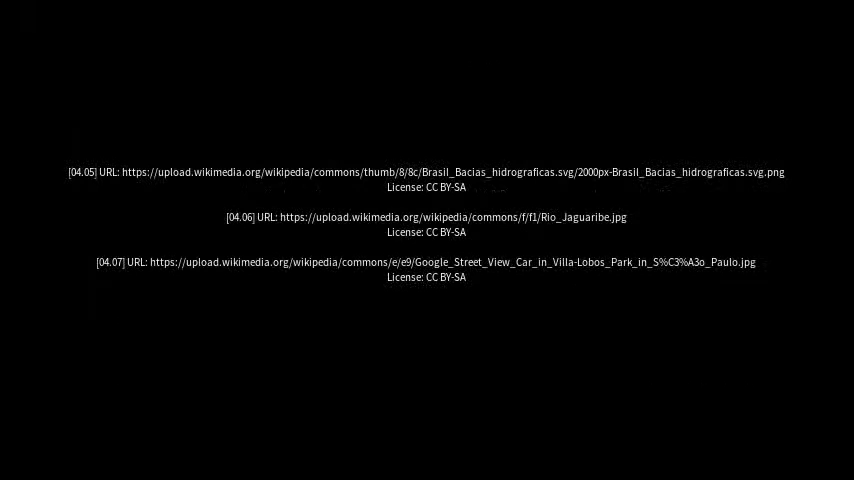 [04.05] URL: https://upload.wikimedia.org/wikipedia/commons/thumb/8/8c/Brasil_Bacias_hidrograficas.svg/2000px-Brasil_Bacias_hidrograficas.svg.png
License: CC BY-SA
[04.06] URL: https://upload.wikimedia.org/wikipedia/commons/f/f1/Rio_Jaguaribe.jpg
License: CC BY-SA
[04.07] URL: https://upload.wikimedia.org/wikipedia/commons/e/e9/Google_Street_View_Car_in_Villa-Lobos_Park_in_S%C3%A3o_Paulo.jpg
License: CC BY-SA